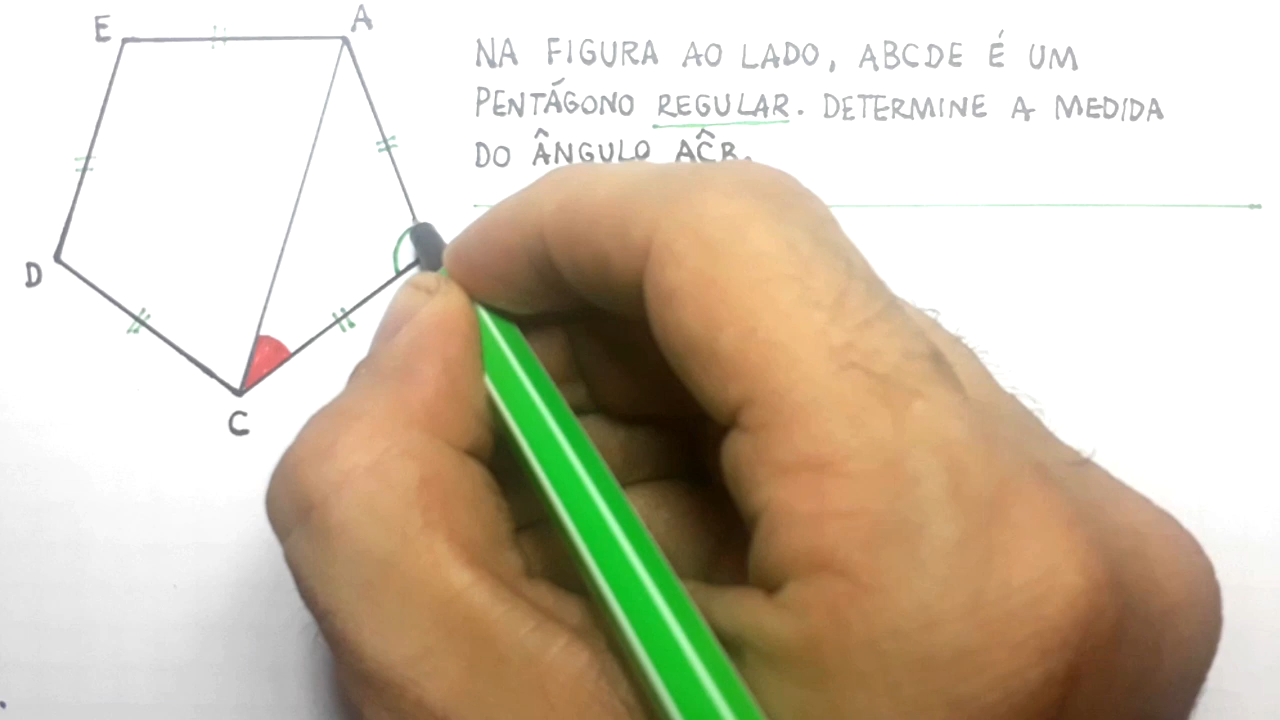 E
A
NA FIGURA AO LADO, ABCDE É UM
PENTÁGONO REGULAR. DETERMINE A MEDIDA
DO ÂNGULO AĈB.
D
C